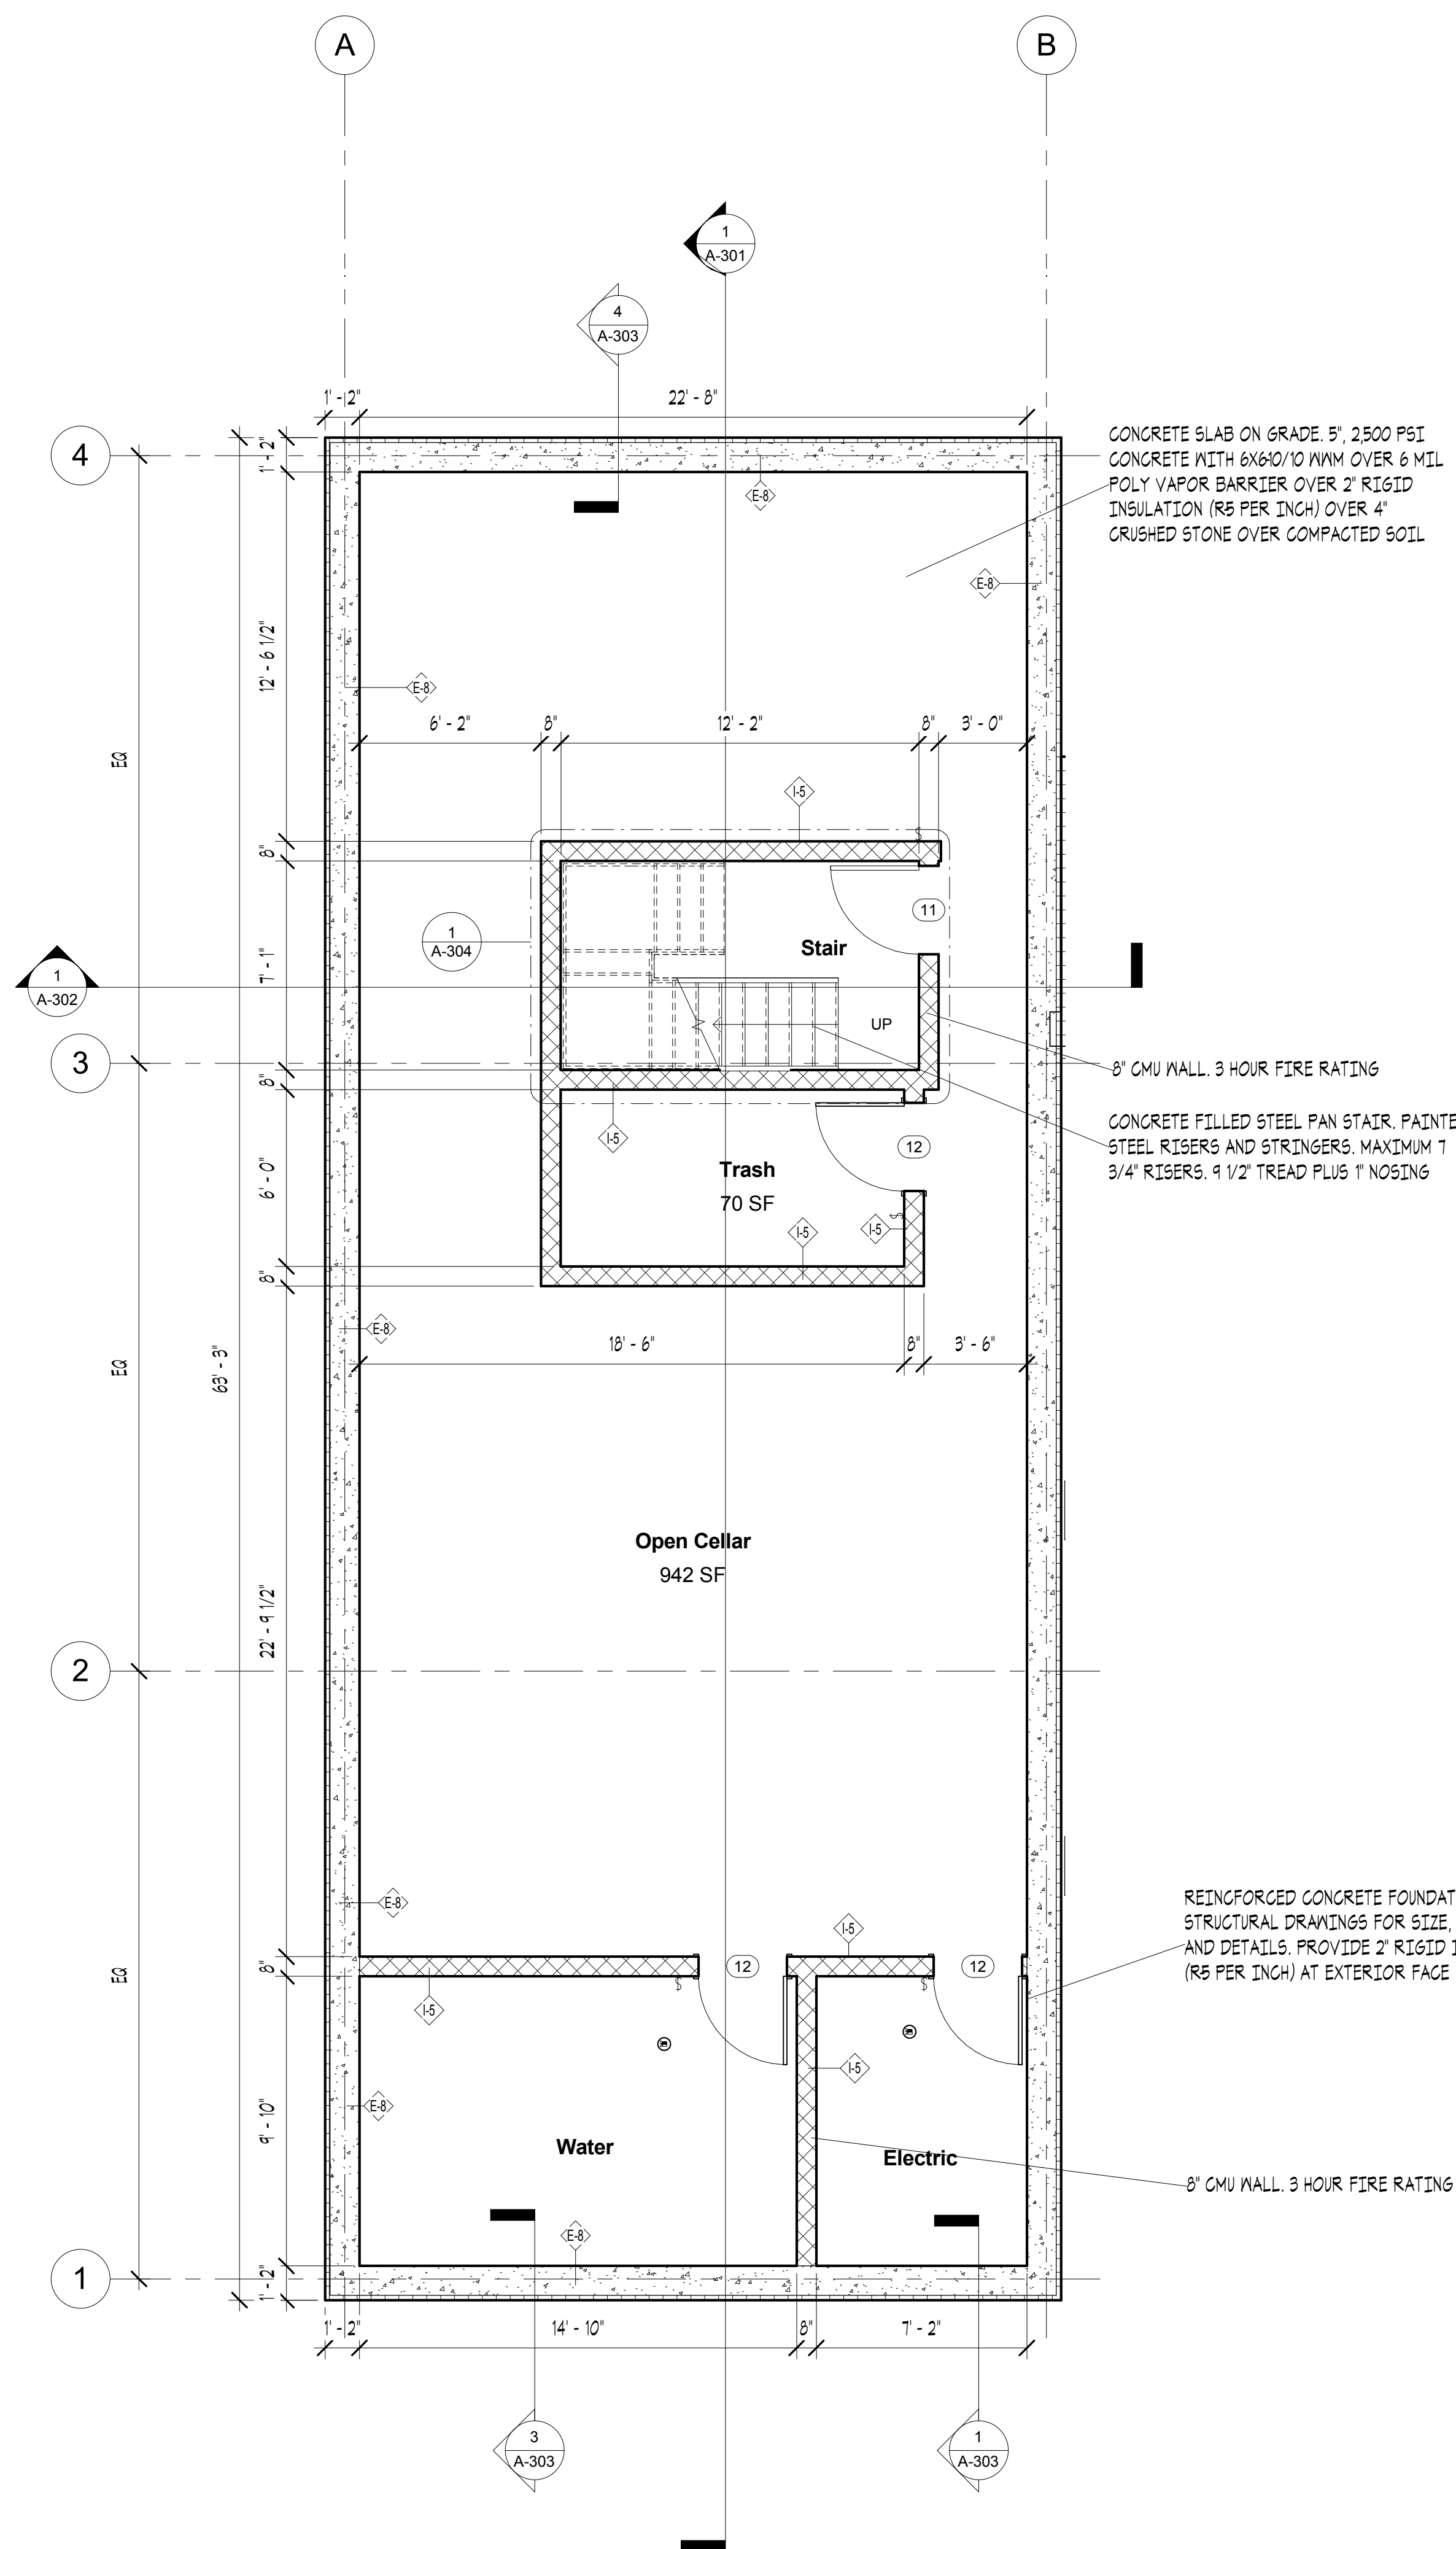 A
B
1
A-301
4
A-303
1' - 2"
22' - 8"
4
1' - 2"
E-8
CONCRETE SLAB ON GRADE. 5", 2,500 PSI
CONCRETE WITH 6X6-10/10 WWM OVER 6 MIL
POLY VAPOR BARRIER OVER 2" RIGID
INSULATION (R5 PER INCH) OVER 4"
CRUSHED STONE OVER COMPACTED SOIL
E-8
12' - 6 1/2"
E-8
6' - 2"
8"
12' - 2"
8"
3' - 0"
EQ
I-5
$
8"
11
1
A-304
Stair
7' - 1"
1
A-302
UP
3
8"
8" CMU WALL. 3 HOUR FIRE RATING
CONCRETE FILLED STEEL PAN STAIR. PAINTE
STEEL RISERS AND STRINGERS. MAXIMUM 7
3/4" RISERS. 9 1/2" TREAD PLUS 1" NOSING
I-5
12
Trash
70 SF
6' - 0"
$
I-5
I-5
8"
E-8
18' - 6"
8"
3' - 6"
EQ
63' - 3"
Open Cellar
942 SF
22' - 9 1/2"
2
E-8
REINCFORCED CONCRETE FOUNDAT
STRUCTURAL DRAWINGS FOR SIZE,
AND DETAILS. PROVIDE 2" RIGID I
(R5 PER INCH) AT EXTERIOR FACE
I-5
8"
12
12
EQ
$
$
I-5
I-5
E-8
9' - 10"
Water
Electric
8" CMU WALL. 3 HOUR FIRE RATING
E-8
1
1' - 2"
1' - 2"
14' - 10"
8"
7' - 2"
3
A-303
1
A-303